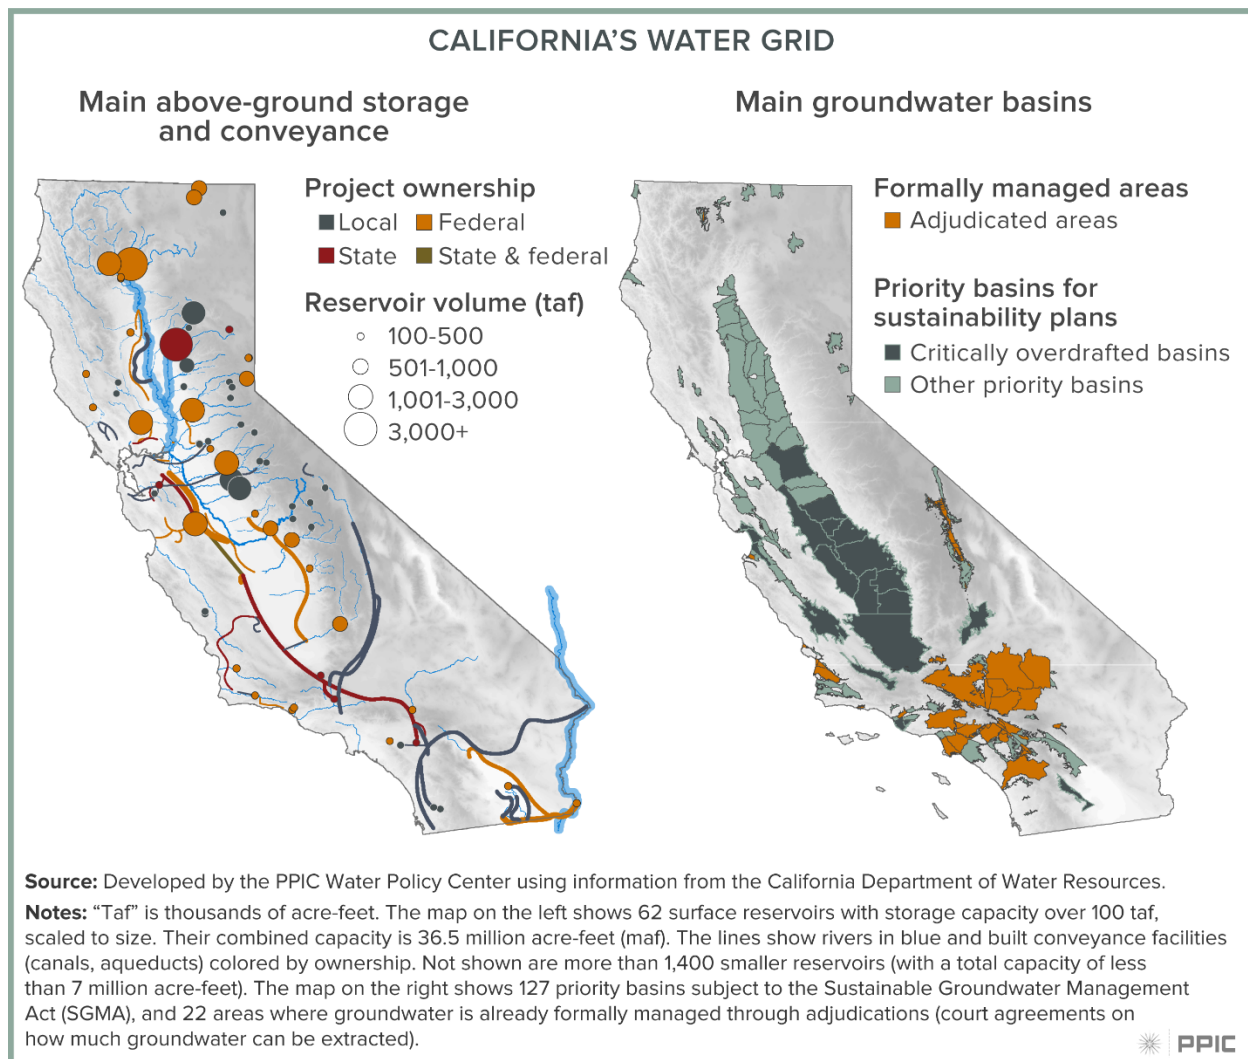 CALIFORNIA'S WATER GRID
Main above-ground storage
and conveyance
Project ownership
Local
Federal
State
State & federal
Reservoir volume (taf)
100-500
501-1,000
1,001-3,000
3,000+
Main groundwater basins
Formally managed areas
Adjudicated areas
Priority basins for
sustainability plans
Critically overdrafted basins
Other priority basins
Source: Developed by the PPIC Water Policy Center using information from the California Department of Water Resources.
Notes: “Taf” is thousands of acre-feet. The map on the left shows 62 surface reservoirs with storage capacity over 100 taf,
scaled to size. Their combined capacity is 36.5 million acre-feet (maf). The lines show rivers in blue and built conveyance facilities
(canals, aqueducts) colored by ownership. Not shown are more than 1,400 smaller reservoirs (with a total capacity of less
than 7 million acre-feet). The map on the right shows 127 priority basins subject to the Sustainable Groundwater Management
Act (SGMA), and 22 areas where groundwater is already formally managed through adjudications (court agreements on
how much groundwater can be extracted).
PPIC